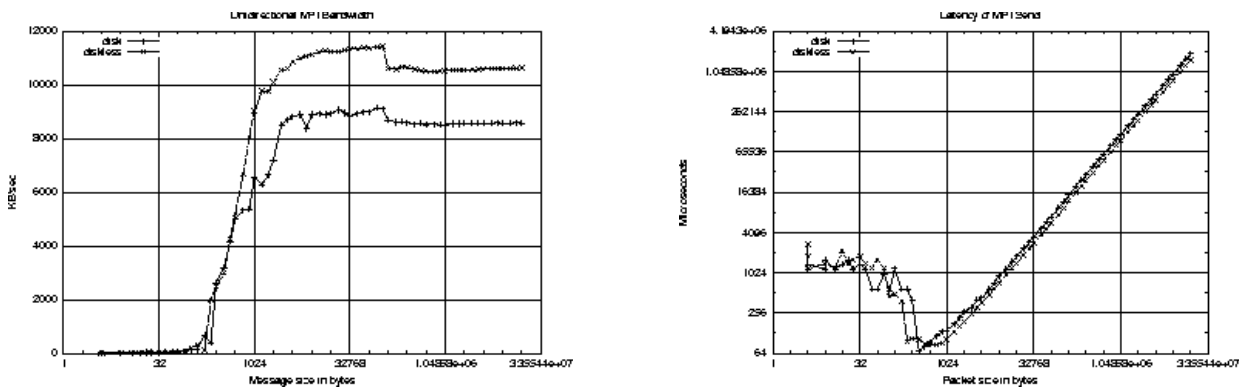 Unidirectional MPI Bandwidth
12000
10000
8000
6000
4000
2000
0
KB/sec
disk
diskless
1 32 1024 32768 1.04858e+06 3.35544e+07
Message size in bytes
Latency of MPI Send
4.1943e+06
1.04858e+06
262144
65536
16384
4096
1024
256
64
Microseconds
disk
diskless
1 32 1024 32768 1.04858e+06 3.35544e+07
Packet size in bytes